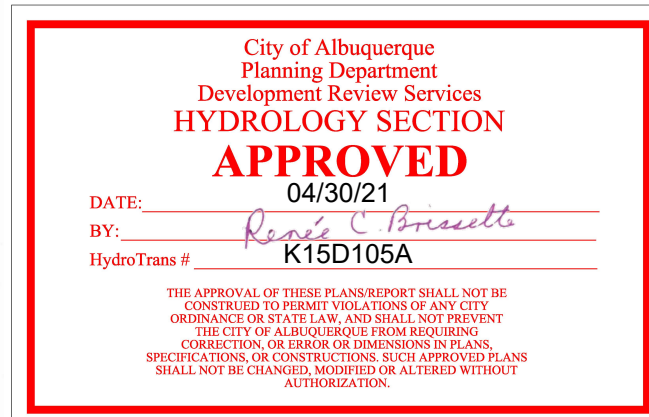 City of Albuquerque
Planning Department
Development Review Services
HYDROLOGY SECTION
APPROVED
DATE: 04/30/21
BY: Renée C. Brissette
HydroTrans # K15D105A
THE APPROVAL OF THESE PLANS/REPORT SHALL NOT BE
CONSTRUED TO PERMIT VIOLATIONS OF ANY CITY
ORDINANCE OR STATE LAW, AND SHALL NOT PREVENT
THE CITY OF ALBUQUERQUE FROM REQUIRING
CORRECTION, OR ERROR OR DIMENSIONS IN PLANS,
SPECIFICATIONS, OR CONSTRUCTIONS. SUCH APPROVED PLANS
SHALL NOT BE CHANGED, MODIFIED OR ALTERED WITHOUT
AUTHORIZATION.